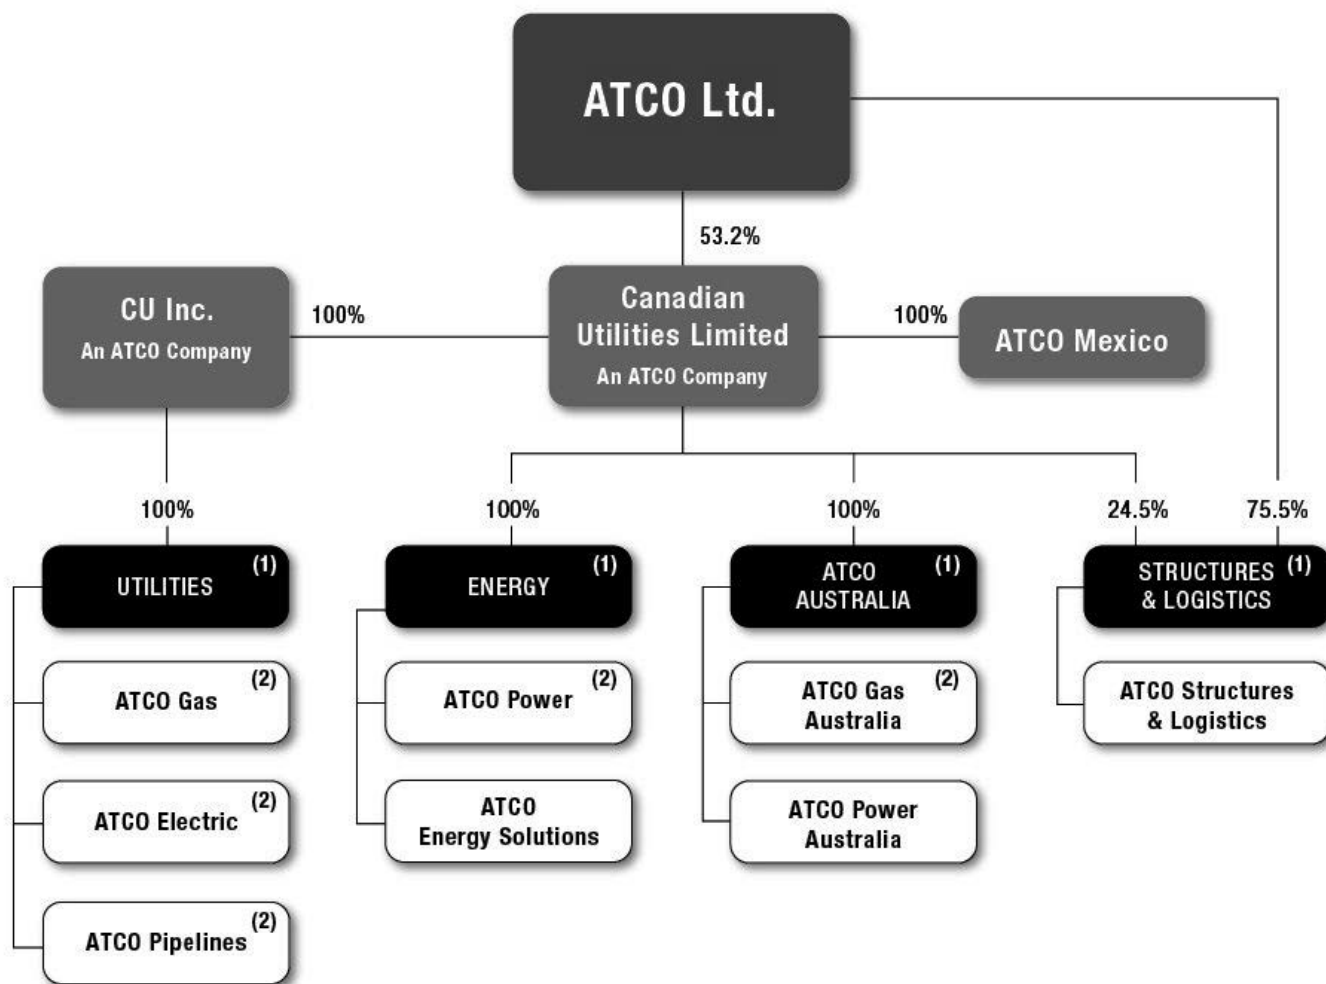 ATCO Ltd.
53.2%
CU Inc.
An ATCO Company
100%
Canadian
Utilities Limited
An ATCO Company
100%
ATCO Mexico
100%
100%
100%
24.5%
75.5%
UTILITIES (1)
ENERGY (1)
ATCO (1)
AUSTRALIA
STRUCTURES (1)
& LOGISTICS
ATCO Gas (2)
ATCO Power (2)
ATCO Gas (2)
Australia
ATCO Structures
& Logistics
ATCO Electric (2)
ATCO
Energy Solutions
ATCO Power
Australia
ATCO Pipelines (2)